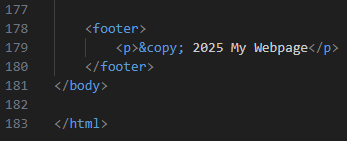 177
178 <footer>
179 <p>&copy; 2025 My Webpage</p>
180 </footer>
181 </body>
182
183 </html>